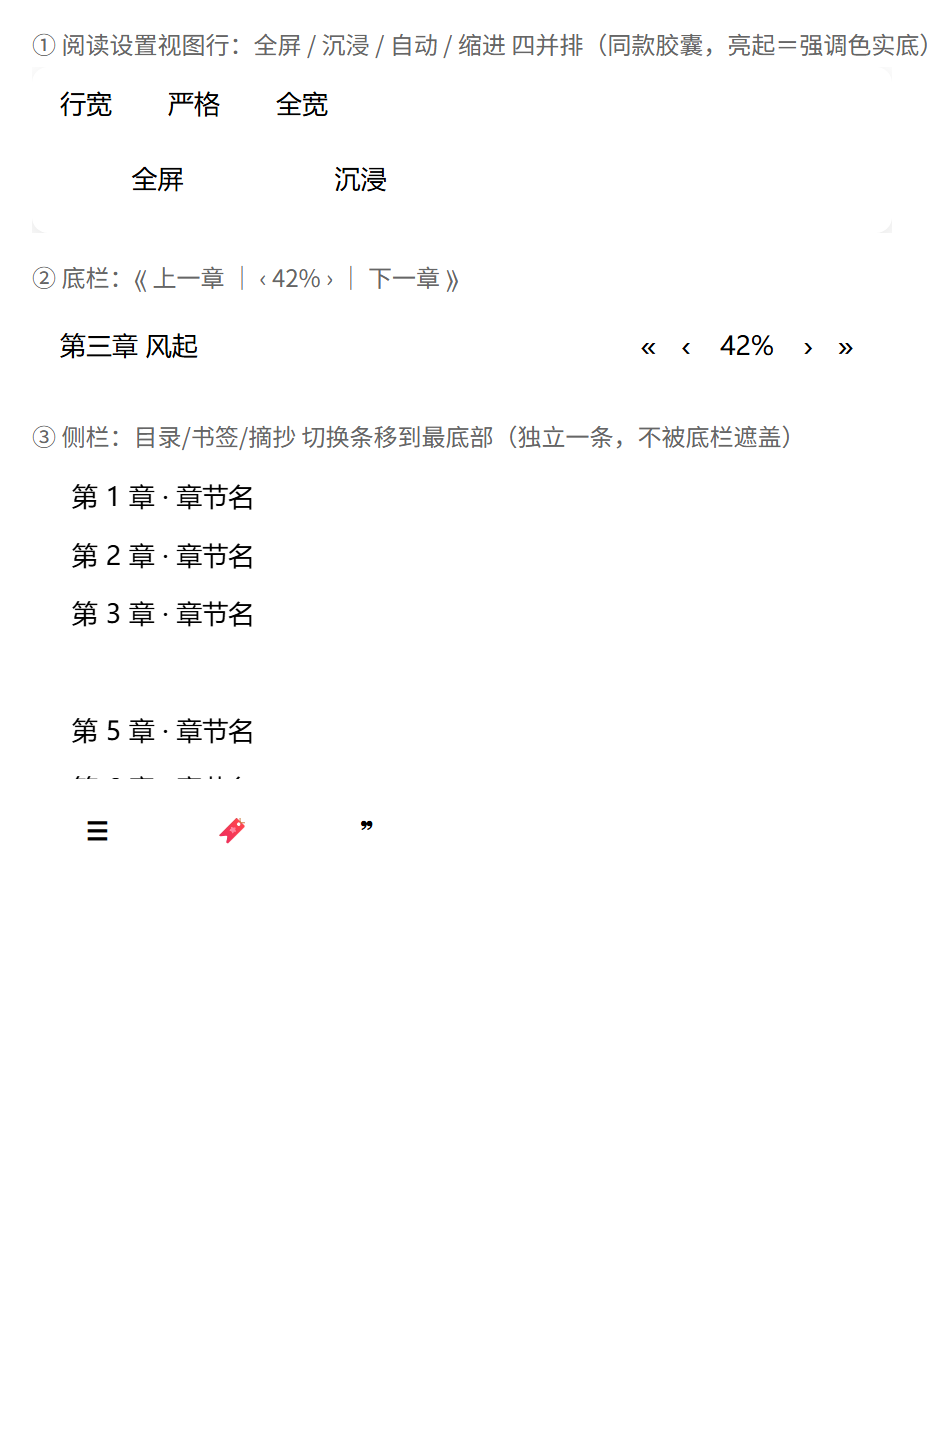 ① 阅读设置视图行：全屏 / 沉浸 / 自动 / 缩进 四并排（同款胶囊，亮起＝强调色实底）
行宽 严格 全宽
全屏 沉浸
② 底栏：《 上一章 ｜ ‹ 42% › ｜ 下一章 》
第三章 风起 « ‹ 42% › »
③ 侧栏：目录/书签/摘抄 切换条移到最底部（独立一条，不被底栏遮盖）
第 1 章 · 章节名
第 2 章 · 章节名
第 3 章 · 章节名
第 5 章 · 章节名
☰ 🔖 ❞